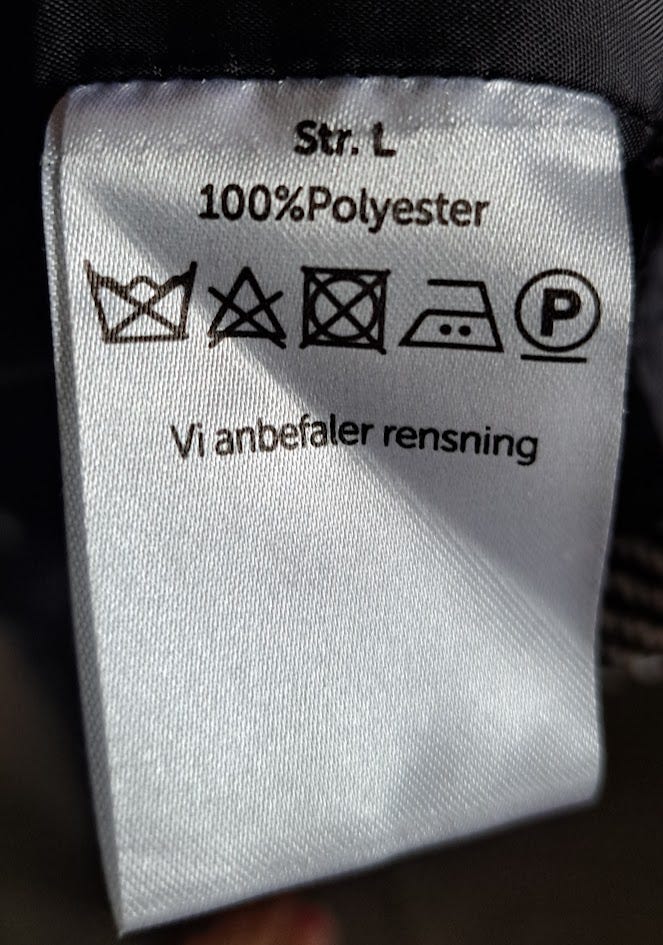 Str. L
100%Polyester
P
Vi anbefaler rensning